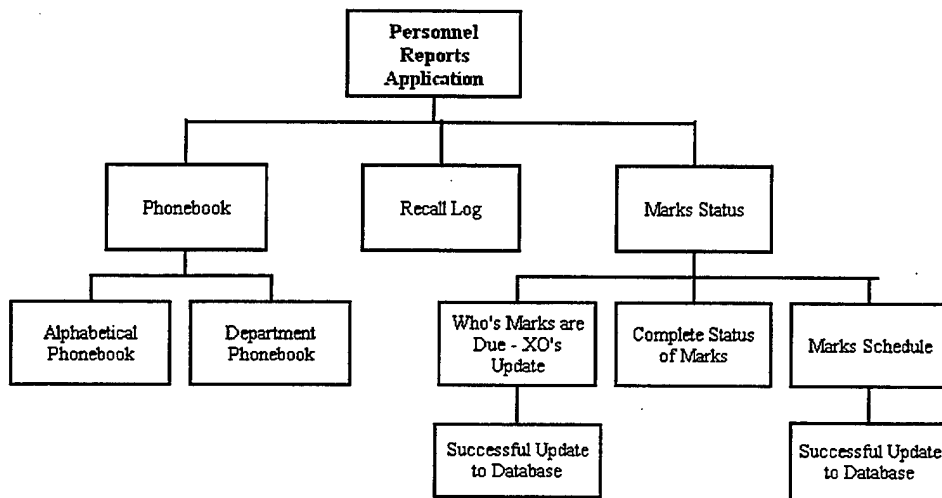 Personnel
Reports
Application
Phonebook
Recall Log
Marks Status
Alphabetical
Phonebook
Department
Phonebook
Who's Marks are
Due - XO's
Update
Complete Status
of Marks
Marks Schedule
Successful Update
to Database
Successful Update
to Database